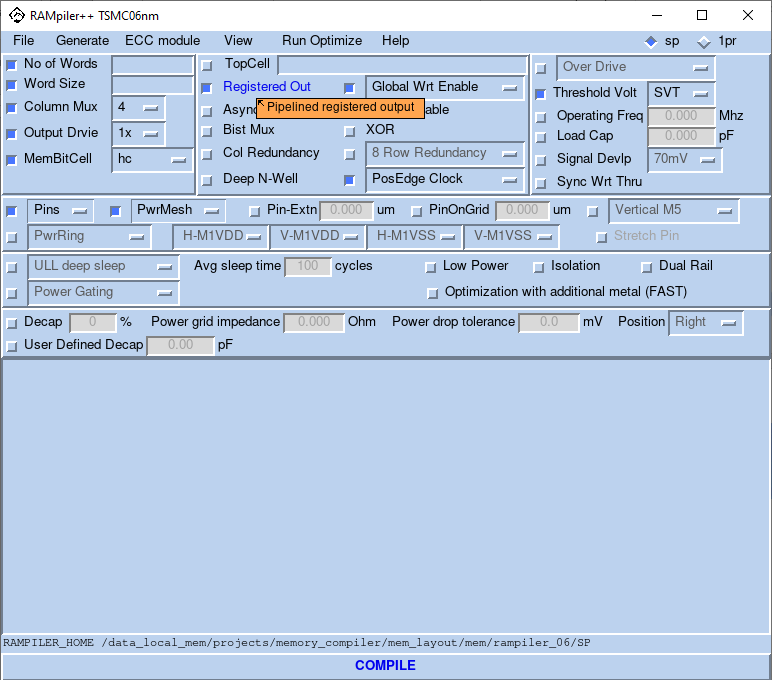 RAMpiler++ TSMC06nm
File Generate ECC module View Run Optimize Help sp 1pr
No of Words TopCell Over Drive
Word Size Registered Out Global Wrt Enable Threshold Volt SVT
Column Mux 4 Async able Operating Freq 0.000 Mhz
Pipelined registered output
Output Drvie 1x Bist Mux XOR Load Cap 0.000 pF
MemBitCell hc Col Redundancy 8 Row Redundancy Signal Devlp 70mV
Deep N-Well PosEdge Clock Sync Wrt Thru
Pins PwrMesh Pin-Extn 0.000 um PinOnGrid 0.000 um Vertical M5
PwrRing H-M1VDD V-M1VDD H-M1VSS V-M1VSS Stretch Pin
ULL deep sleep Avg sleep time 100 cycles Low Power Isolation Dual Rail
Power Gating Optimization with additional metal (FAST)
Decap 0 % Power grid impedance 0.000 Ohm Power drop tolerance 0.0 mV Position Right
User Defined Decap 0.00 pF
RAMPILER_HOME /data_local_mem/projects/memory_compiler/mem_layout/mem/rampiler_06/SP
COMPILE